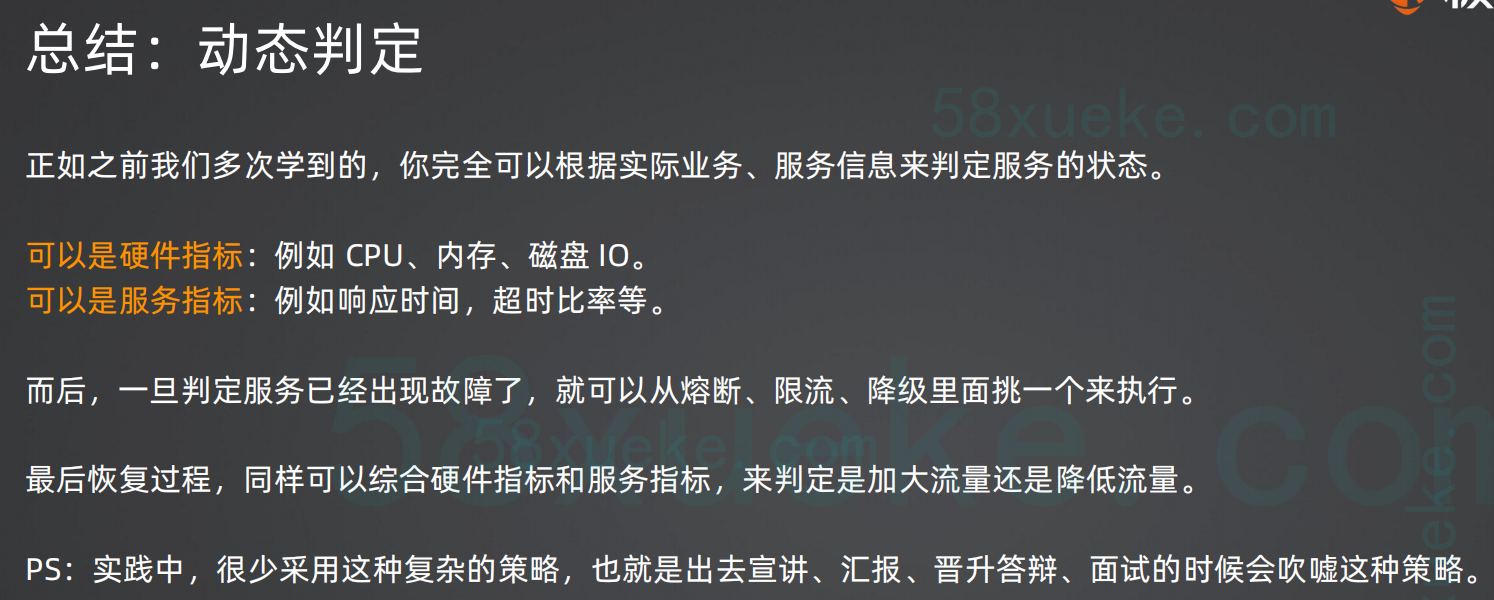 总结：动态判定
58xueke.com
正如之前我们多次学到的，你完全可以根据实际业务、服务信息来判定服务的状态。
可以是硬件指标：例如 CPU、内存、磁盘 IO。
可以是服务指标：例如响应时间，超时比率等。
而后，一旦判定服务已经出现故障了，就可以从熔断、限流、降级里面挑一个来执行。
58xueke.com
58xueke.com
最后恢复过程，同样可以综合硬件指标和服务指标，来判定是加大流量还是降低流量。
eke.com
PS：实践中，很少采用这种复杂的策略，也就是出去宣讲、汇报、晋升答辩、面试的时候会吹嘘这种策略。